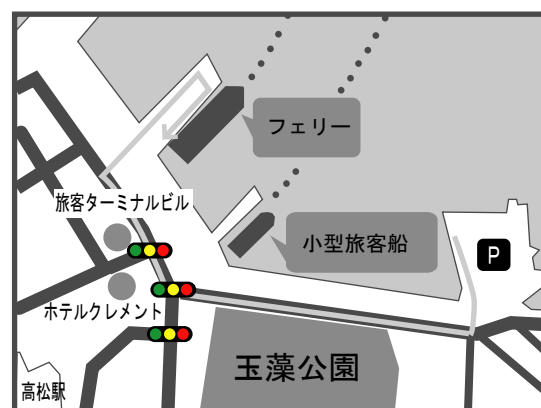 フェリー
旅客ターミナルビル
小型旅客船
P
ホテルクレメント
玉藻公園
高松駅